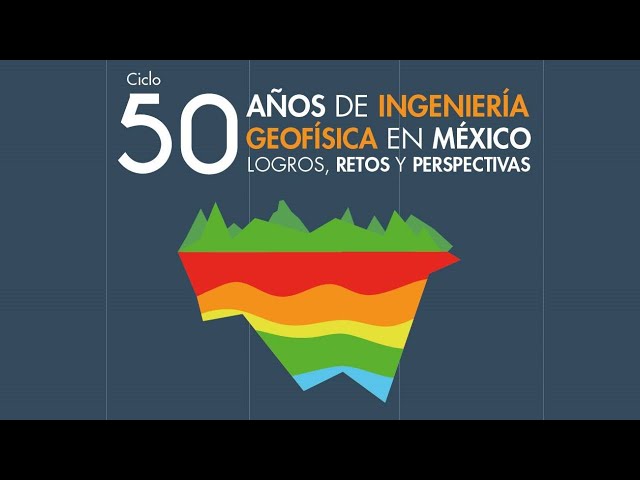 Ciclo
50 AÑOS DE INGENIERÍA
GEOFÍSICA EN MÉXICO
LOGROS, RETOS Y PERSPECTIVAS